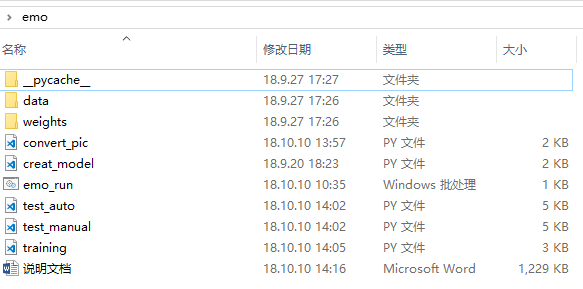 emo
名称 修改日期 类型 大小
__pycache__ 18.9.27 17:27 文件夹
data 18.9.27 17:26 文件夹
weights 18.9.27 17:26 文件夹
convert_pic 18.10.10 13:57 PY 文件 2 KB
creat_model 18.9.20 18:23 PY 文件 2 KB
emo_run 18.10.10 10:35 Windows 批处理 1 KB
test_auto 18.10.10 14:02 PY 文件 5 KB
test_manual 18.10.10 14:02 PY 文件 5 KB
training 18.10.10 14:05 PY 文件 3 KB
说明文档 18.10.10 14:16 Microsoft Word 1,229 KB